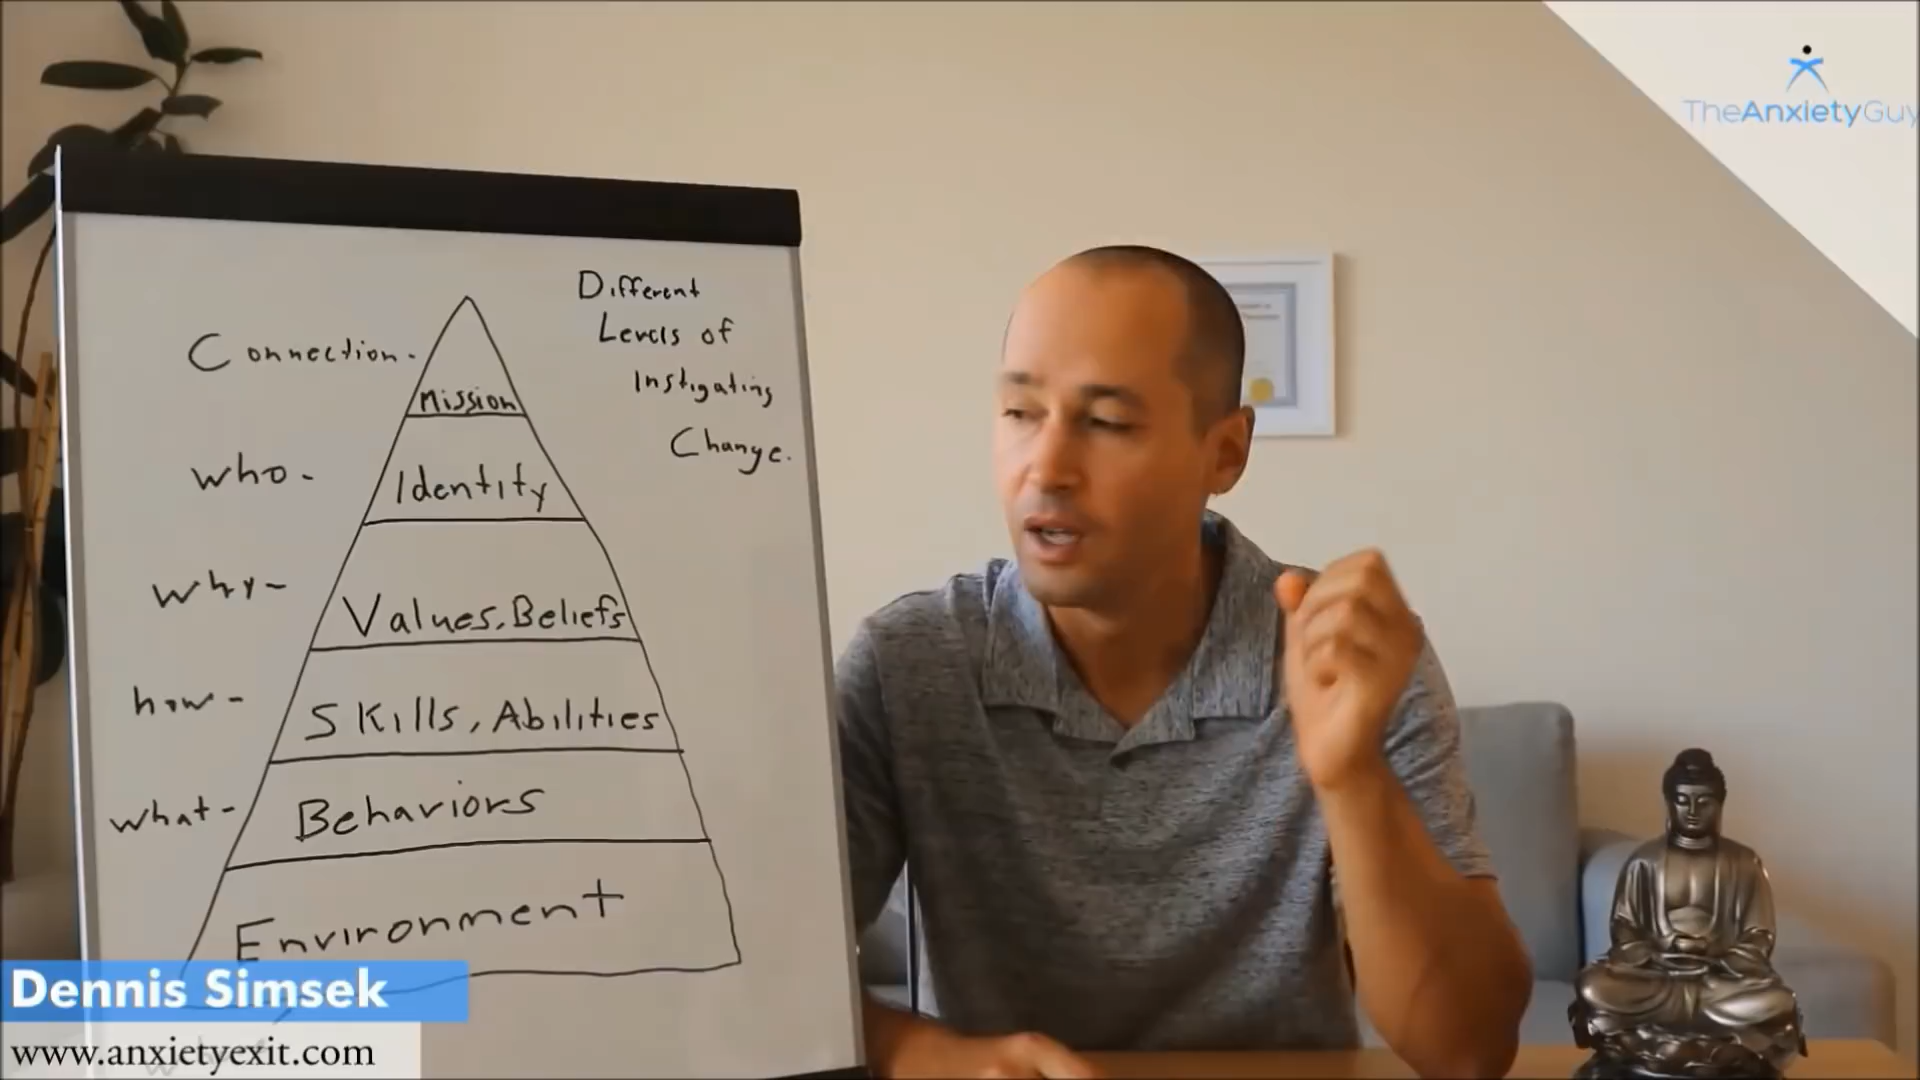 TheAnxietyGuy
Different
Levels of
Instigating
Change.
Connection-
Mission
who-
Identity
why-
Values, Beliefs
how-
Skills, Abilities
what-
Behaviors
Environment
Dennis Simsek
www.anxietyexit.com